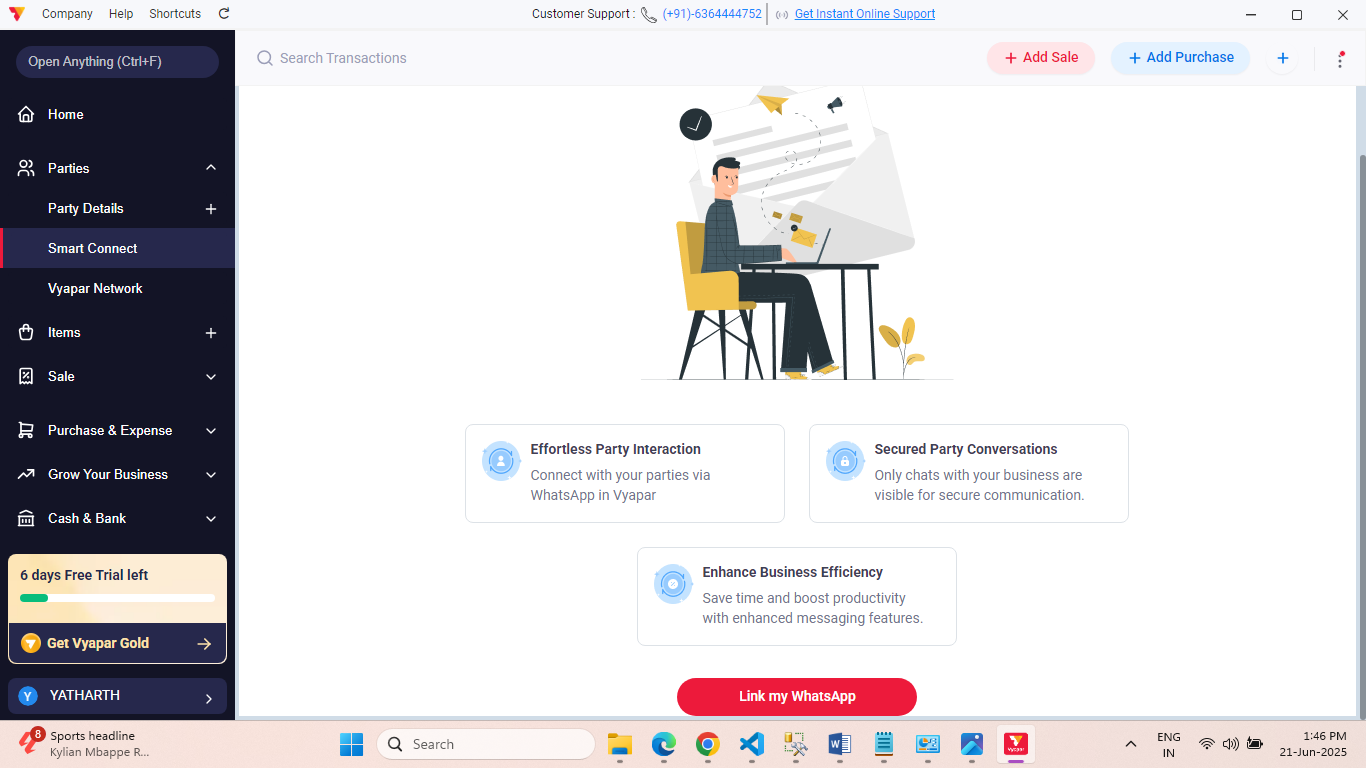 Company Help Shortcuts
Customer Support : (+91)-6364444752 Get Instant Online Support
Open Anything (Ctrl+F)
Search Transactions
Add Sale
Add Purchase
Home
Parties
Party Details
Smart Connect
Vyapar Network
Items
Sale
Purchase & Expense
Grow Your Business
Cash & Bank
6 days Free Trial left
Get Vyapar Gold
Y YATHARTH
Effortless Party Interaction
Connect with your parties via
WhatsApp in Vyapar
Secured Party Conversations
Only chats with your business are
visible for secure communication.
Enhance Business Efficiency
Save time and boost productivity
with enhanced messaging features.
Link my WhatsApp
8
Sports headline
Kylian Mbappe R...
Search
W
Vyapar
ENG
IN
1:46 PM
21-Jun-2025